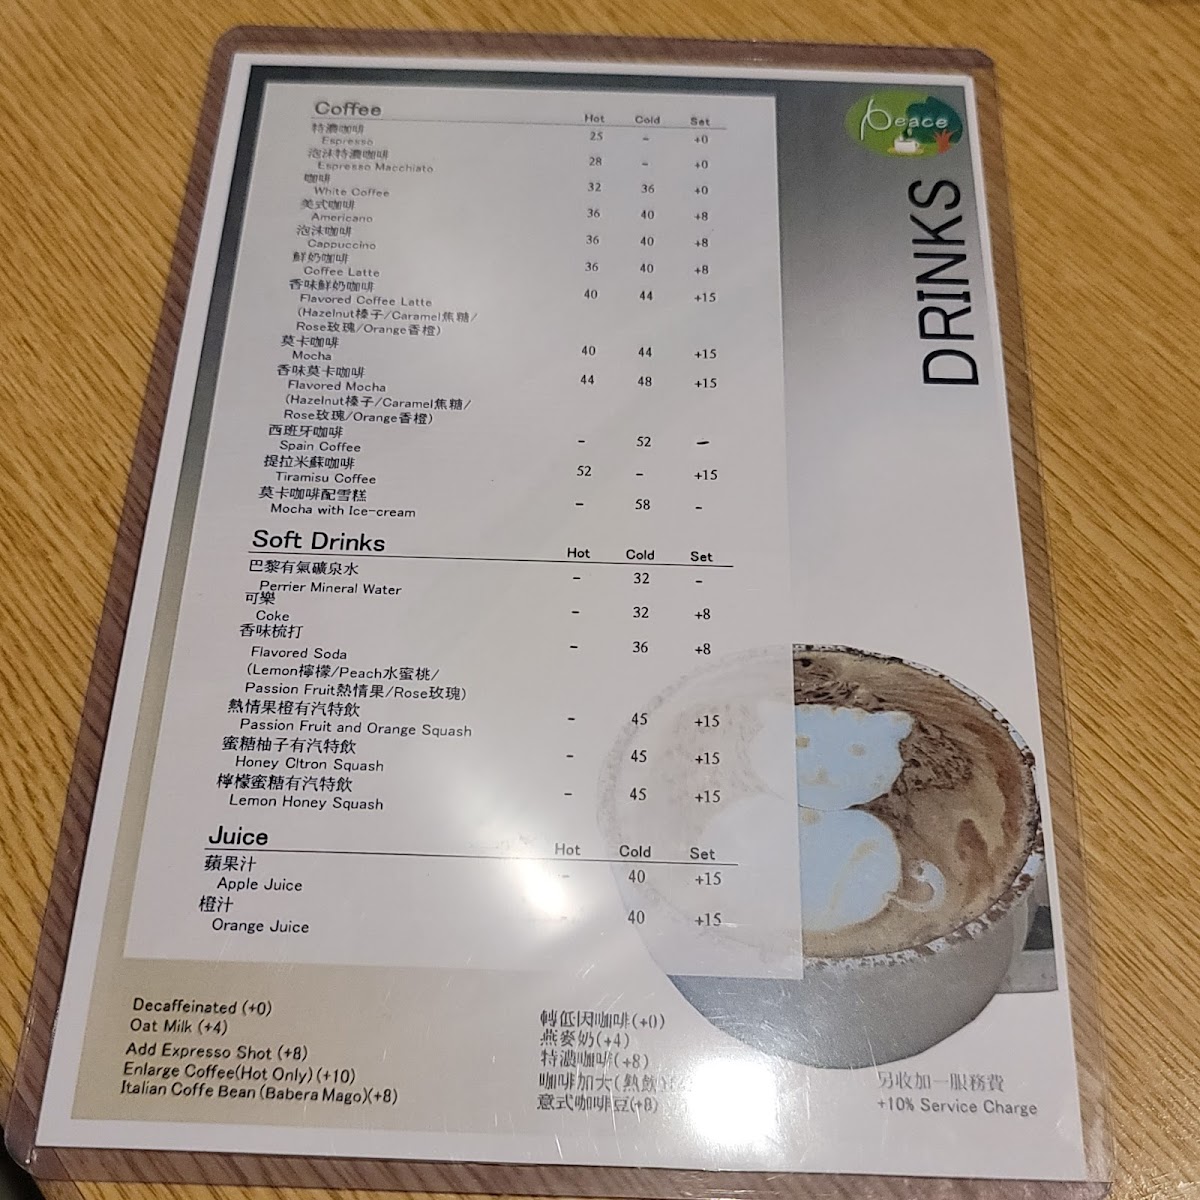 Peace
DRINKS
Coffee Hot Cold Set
特濃咖啡
Espresso 25 - +0
泡沫特濃咖啡
Espresso Macchiato 28 - +0
咖啡
White Coffee 32 36 +0
美式咖啡
Americano 36 40 +8
泡沫咖啡
Cappuccino 36 40 +8
鮮奶咖啡
Coffee Latte 36 40 +8
香味鮮奶咖啡
Flavored Coffee Latte 40 44 +15
(Hazelnut榛子/Caramel焦糖/
Rose玫瑰/Orange香橙)
莫卡咖啡
Mocha 40 44 +15
香味莫卡咖啡
Flavored Mocha 44 48 +15
(Hazelnut榛子/Caramel焦糖/
Rose玫瑰/Orange香橙)
西班牙咖啡
Spain Coffee - 52 -
提拉米蘇咖啡
Tiramisu Coffee 52 - +15
莫卡咖啡配雪糕
Mocha with Ice-cream - 58 -
Soft Drinks Hot Cold Set
巴黎有氣礦泉水
Perrier Mineral Water - 32 -
可樂
Coke - 32 +8
香味梳打
Flavored Soda - 36 +8
(Lemon檸檬/Peach水蜜桃/
Passion Fruit熱情果/Rose玫瑰)
熱情果橙有汽特飲
Passion Fruit and Orange Squash - 45 +15
蜜糖柚子有汽特飲
Honey CItron Squash - 45 +15
檸檬蜜糖有汽特飲
Lemon Honey Squash - 45 +15
Juice Hot Cold Set
蘋果汁
Apple Juice - 40 +15
橙汁
Orange Juice - 40 +15
Decaffeinated (+0)
Oat Milk (+4)
Add Expresso Shot (+8)
Enlarge Coffee(Hot Only) (+10)
Italian Coffe Bean (Babera Mago)(+8)
轉低因咖啡(+0)
燕麥奶(+4)
特濃咖啡(+8)
咖啡加大(熱飲)
意式咖啡豆(+8)
另收加一服務費
+10% Service Charge